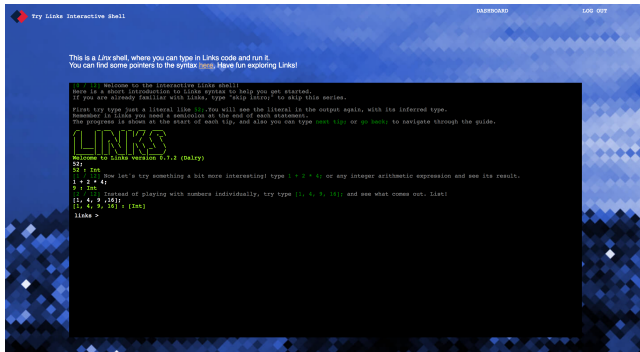 Try Links Interactive Shell
DASHBOARD
LOG OUT
This is a Linx shell, where you can type in Links code and run it.
You can find some pointers to the syntax here, Have fun exploring Links!
[0 / 12] Welcome to the Interactive Links shell!
Here is a short introduction to Links syntax to help you get started.
If you are already familiar with Links, type "skip intro;" to skip this series.
First try type just a literal like 52;.You will see the literal in the output again, with its inferred type.
Remember in Links you need a semicolon at the end of each statement.
The progress is shown at the start of each tip, and also you can type next tip; or go back; to navigate through the guide.
LINKS
Welcome to Links version 0.7.2 (Dalry)
52;
52 : Int
[1 / 12] Now let's try something a bit more interesting! type 1 + 2 * 4; or any integer arithmetic expression and see its result.
1 + 2 * 4;
9 : Int
[2 / 12] Instead of playing with numbers individually, try type [1, 4, 9, 16]; and see what comes out. List!
[1, 4, 9 ,16];
[1, 4, 9, 16] : [Int]
links >